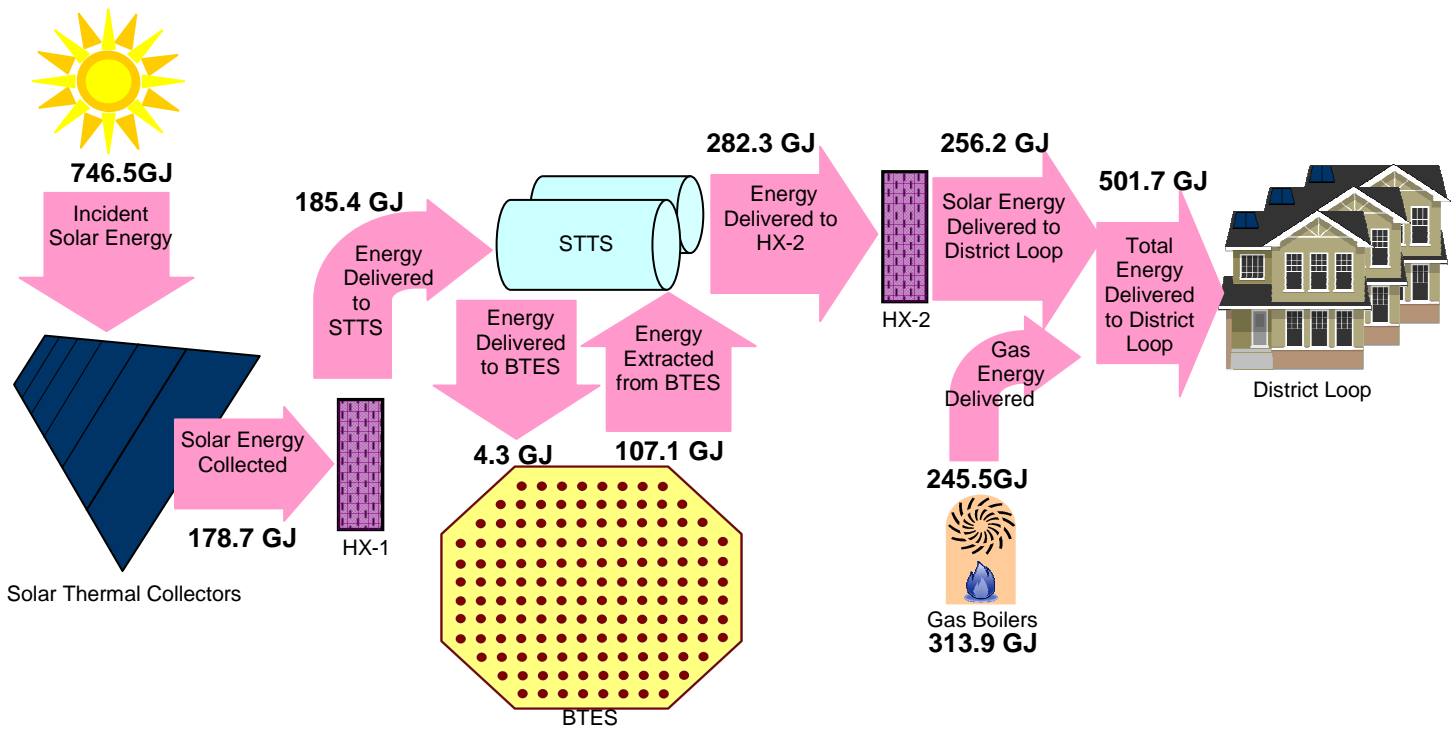 746.5GJ
Incident
Solar Energy
Solar Thermal Collectors
Solar Energy
Collected
178.7 GJ
HX-1
185.4 GJ
Energy
Delivered
to
STTS
STTS
Energy
Delivered
to BTES
4.3 GJ
Energy
Extracted
from BTES
107.1 GJ
BTES
282.3 GJ
Energy
Delivered to
HX-2
HX-2
256.2 GJ
Solar Energy
Delivered to
District Loop
Gas
Energy
Delivered
245.5GJ
Gas Boilers
313.9 GJ
501.7 GJ
Total
Energy
Delivered
to District
Loop
District Loop